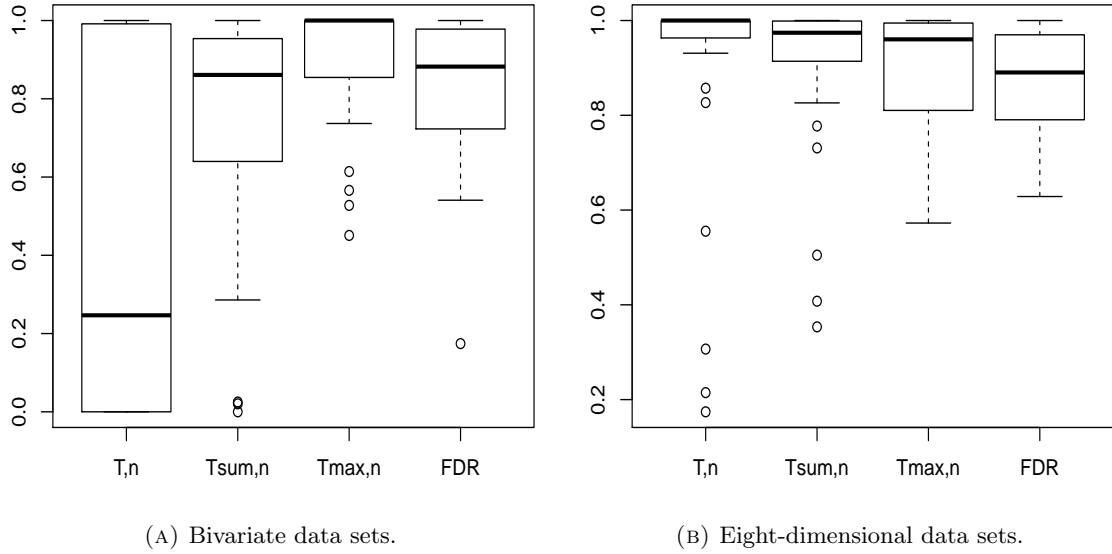 1.0
0.8
0.6
0.4
0.2
0.0
T,n Tsum,n Tmax,n FDR
(A) Bivariate data sets.
1.0
0.8
0.6
0.4
0.2
T,n Tsum,n Tmax,n FDR
(B) Eight-dimensional data sets.